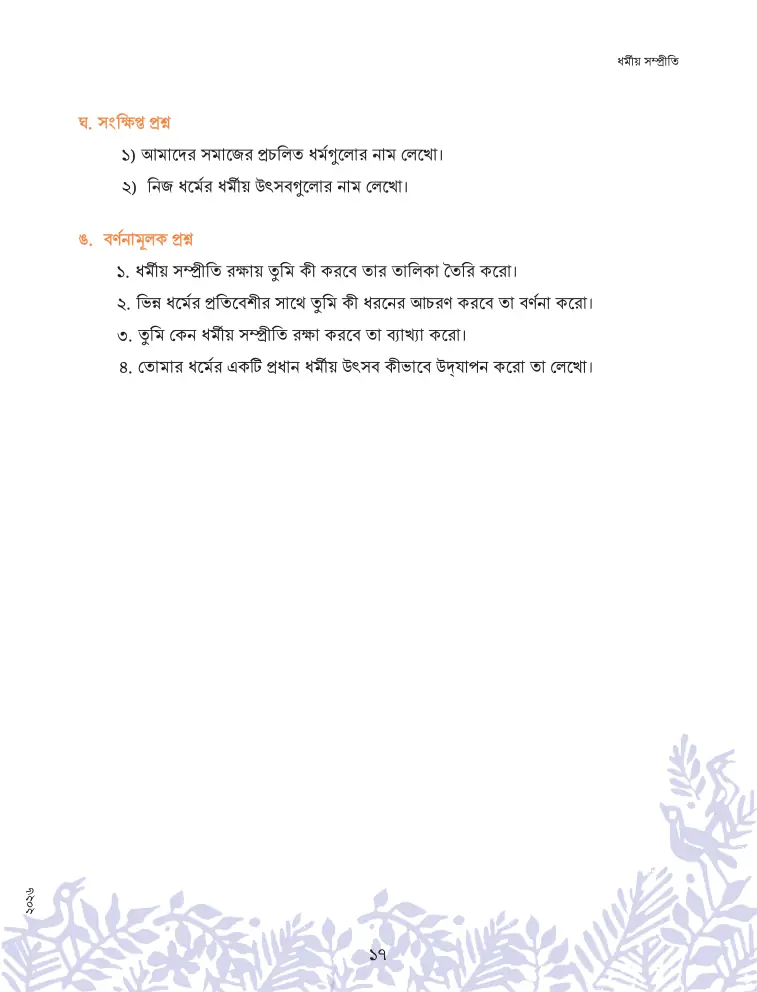 ধর্মীয় সম্প্রীতি
ঘ. সংক্ষিপ্ত প্রশ্ন
১) আমাদের সমাজের প্রচলিত ধর্মগুলোর নাম লেখো।
২) নিজ ধর্মের ধর্মীয় উৎসবগুলোর নাম লেখো।
ঙ. বর্ণনামূলক প্রশ্ন
১. ধর্মীয় সম্প্রীতি রক্ষায় তুমি কী করবে তার তালিকা তৈরি করো।
২. ভিন্ন ধর্মের প্রতিবেশীর সাথে তুমি কী ধরনের আচরণ করবে তা বর্ণনা করো।
৩. তুমি কেন ধর্মীয় সম্প্রীতি রক্ষা করবে তা ব্যাখ্যা করো।
৪. তোমার ধর্মের একটি প্রধান ধর্মীয় উৎসব কীভাবে উদ্‌যাপন করো তা লেখো।
২০২৬
১৭